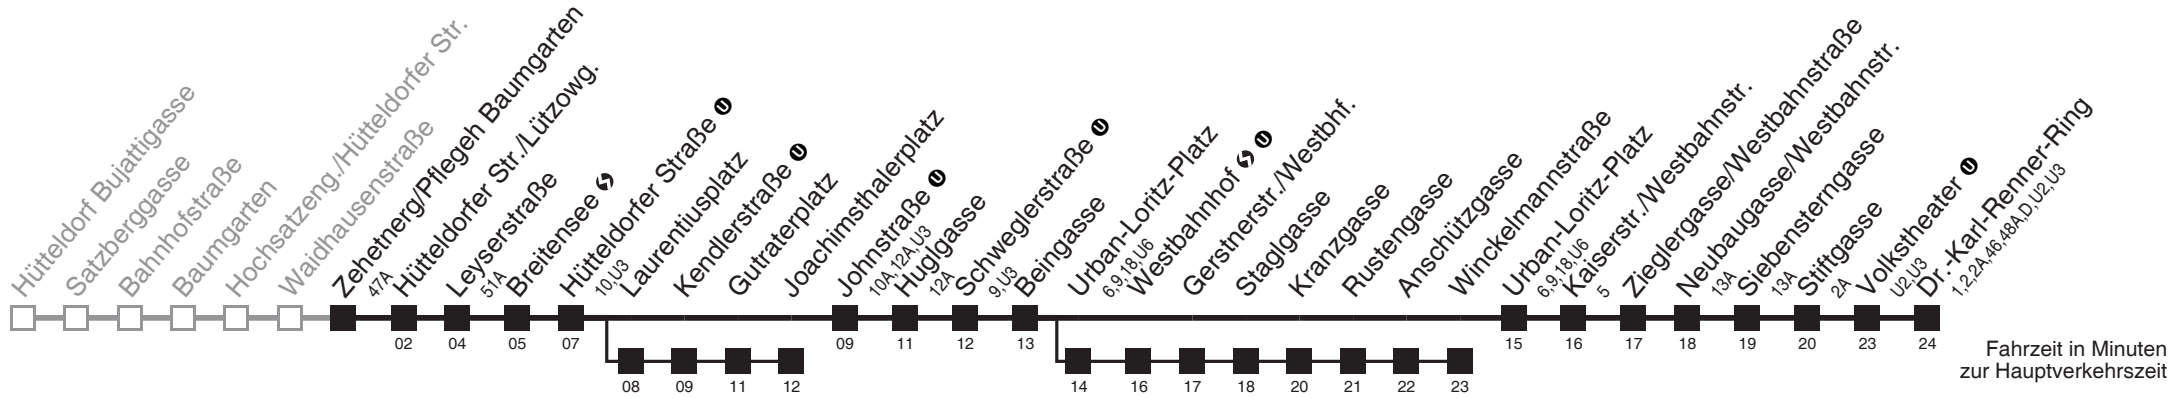 Hütteldorf Bujattigasse
Satzberggasse
Bahnhofstraße
Baumgarten
Hochsatzeng./Hütteldorfer Str.
Waidhausenstraße
Zehetnerg/Pflegeh Baumgarten
47A
Hütteldorfer Str./Lützowg.
Leyserstraße
51A
Breitensee
Hütteldorfer Straße U
10,U3
Laurentiusplatz
Kendlerstraße U
Gutraterplatz
Joachimsthalerplatz
Johnstraße U
10A,12A,U3
Huglgasse
12A
Schweglerstraße U
9,U3
Beingasse
Urban-Loritz-Platz
6,9,18 U6
Westbahnhof U
Gerstnerstr./Westbhf.
Staglgasse
Kranzgasse
Rustengasse
Anschützgasse
Winckelmannstraße
Urban-Loritz-Platz
6,9,18 U6
Kaiserstr./Westbahnstr.
5
Zieglergasse/Westbahnstraße
Neubaugasse/Westbahnstr.
13A
Siebensterngasse
13A
Stiftgasse
2A
Volkstheater U
U2,U3
Dr.-Karl-Renner-Ring
1,2,2A,46,48A,D,U2,U3
02 04 05 07 09 11 12 13 15 16 17 18 19 20 23 24
08 09 11 12 14 16 17 18 20 21 22 23
Fahrzeit in Minuten
zur Hauptverkehrszeit